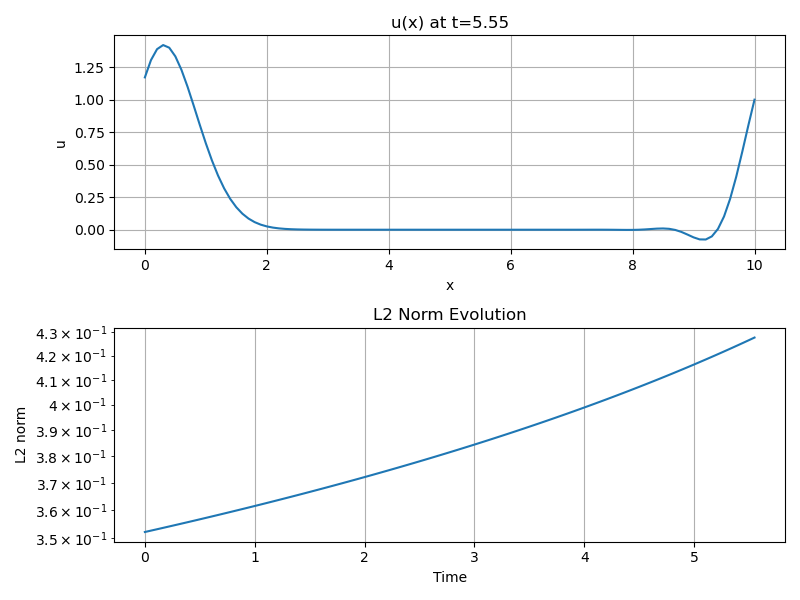 u(x) at t=5.55
1.25
1.00
0.75
0.50
0.25
0.00
u
0 2 4 6 8 10
x
L2 Norm Evolution
4.3 × 10⁻¹
4.2 × 10⁻¹
4.1 × 10⁻¹
4 × 10⁻¹
3.9 × 10⁻¹
3.8 × 10⁻¹
3.7 × 10⁻¹
3.6 × 10⁻¹
3.5 × 10⁻¹
L2 norm
0 1 2 3 4 5
Time